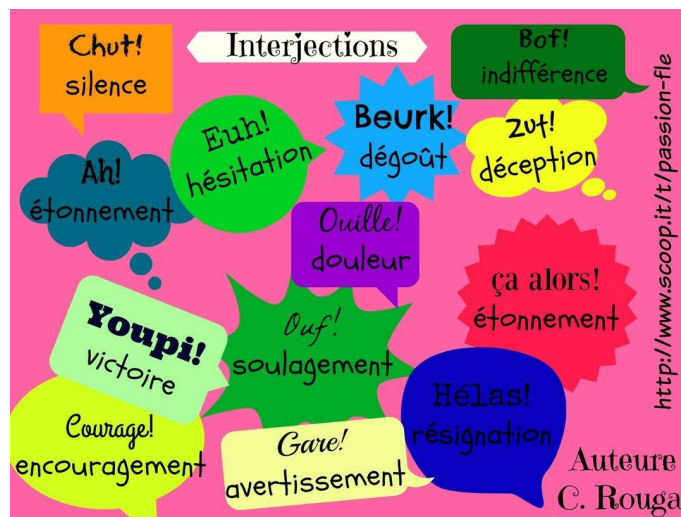 Interjections
Chut!
silence
Bof!
indifférence
Euh!
hésitation
Beurk!
dégoût
Zut!
déception
Ah!
étonnement
Ouille!
douleur
ça alors!
étonnement
Youpi!
victoire
Ouf!
soulagement
Hélas!
résignation
Courage!
encouragement
Gare!
avertissement
Auteure
C. Rouga
http://www.scoop.it/t/passion-fle